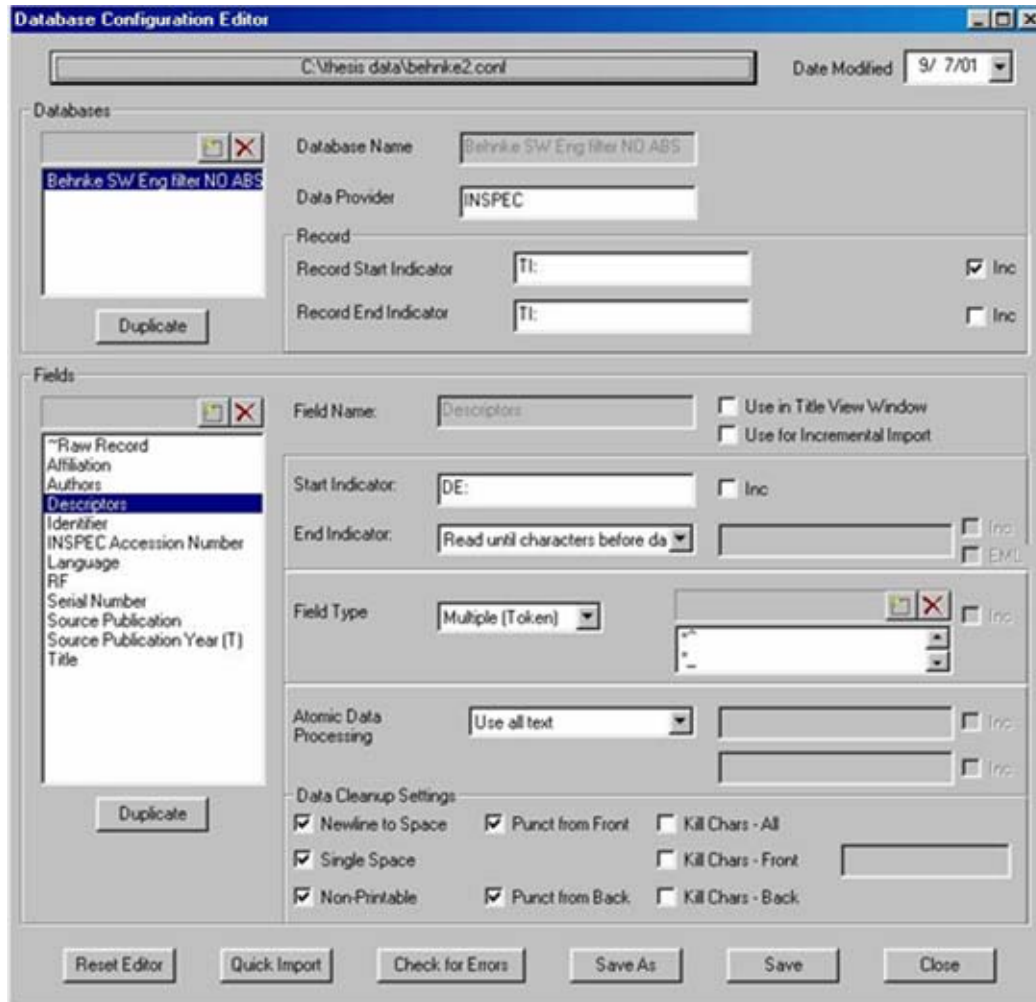 Database Configuration Editor
C:\thesis data\behnke2.conf
Date Modified 9/ 7/01
Databases
Behnke SW Eng filter NO ABS
Duplicate
Database Name Behnke SW Eng filter NO ABS
Data Provider INSPEC
Record
Record Start Indicator TI: Inc
Record End Indicator TI: Inc
Fields
~Raw Record
Affiliation
Authors
Descriptors
Identifier
INSPEC Accession Number
Language
RF
Serial Number
Source Publication
Source Publication Year (T)
Title
Duplicate
Field Name: Descriptors Use in Title View Window
Use for Incremental Import
Start Indicator: DE: Inc
End Indicator: Read until characters before da Inc
EML
Field Type Multiple (Token) Inc
"^
"_
Atomic Data Processing Use all text Inc
Inc
Data Cleanup Settings
Newline to Space Punct from Front Kill Chars - All
Single Space Kill Chars - Front
Non-Printable Punct from Back Kill Chars - Back
Reset Editor Quick Import Check for Errors Save As Save Close